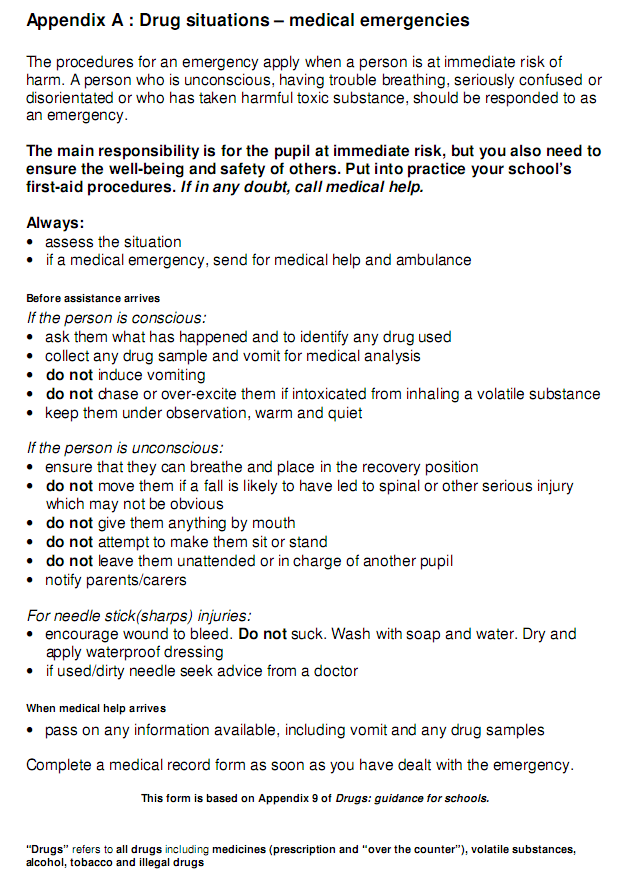 Appendix A : Drug situations – medical emergencies
The procedures for an emergency apply when a person is at immediate risk of
harm. A person who is unconscious, having trouble breathing, seriously confused or
disorientated or who has taken harmful toxic substance, should be responded to as
an emergency.
The main responsibility is for the pupil at immediate risk, but you also need to
ensure the well-being and safety of others. Put into practice your school's
first-aid procedures. If in any doubt, call medical help.
Always:
• assess the situation
• if a medical emergency, send for medical help and ambulance
Before assistance arrives
If the person is conscious:
• ask them what has happened and to identify any drug used
• collect any drug sample and vomit for medical analysis
• do not induce vomiting
• do not chase or over-excite them if intoxicated from inhaling a volatile substance
• keep them under observation, warm and quiet
If the person is unconscious:
• ensure that they can breathe and place in the recovery position
• do not move them if a fall is likely to have led to spinal or other serious injury
which may not be obvious
• do not give them anything by mouth
• do not attempt to make them sit or stand
• do not leave them unattended or in charge of another pupil
• notify parents/carers
For needle stick(sharps) injuries:
• encourage wound to bleed. Do not suck. Wash with soap and water. Dry and
apply waterproof dressing
• if used/dirty needle seek advice from a doctor
When medical help arrives
• pass on any information available, including vomit and any drug samples
Complete a medical record form as soon as you have dealt with the emergency.
This form is based on Appendix 9 of Drugs: guidance for schools.
"Drugs" refers to all drugs including medicines (prescription and "over the counter"), volatile substances,
alcohol, tobacco and illegal drugs